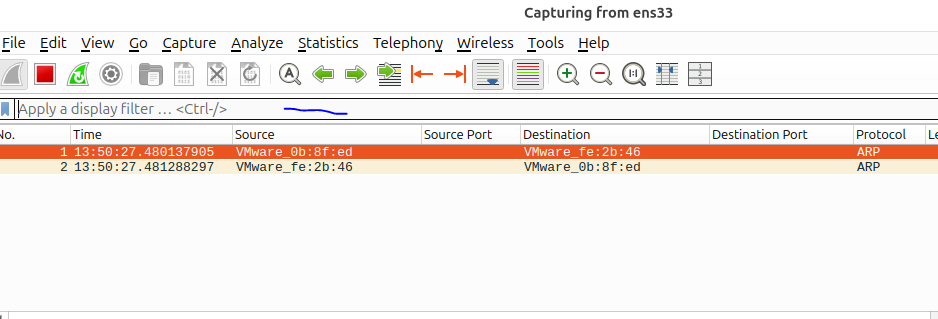 Capturing from ens33
File Edit View Go Capture Analyze Statistics Telephony Wireless Tools Help
Apply a display filter … <Ctrl-/>
No. Time Source Source Port Destination Destination Port Protocol Le
1 13:50:27.480137905 VMware_0b:8f:ed VMware_fe:2b:46 ARP
2 13:50:27.481288297 VMware_fe:2b:46 VMware_0b:8f:ed ARP